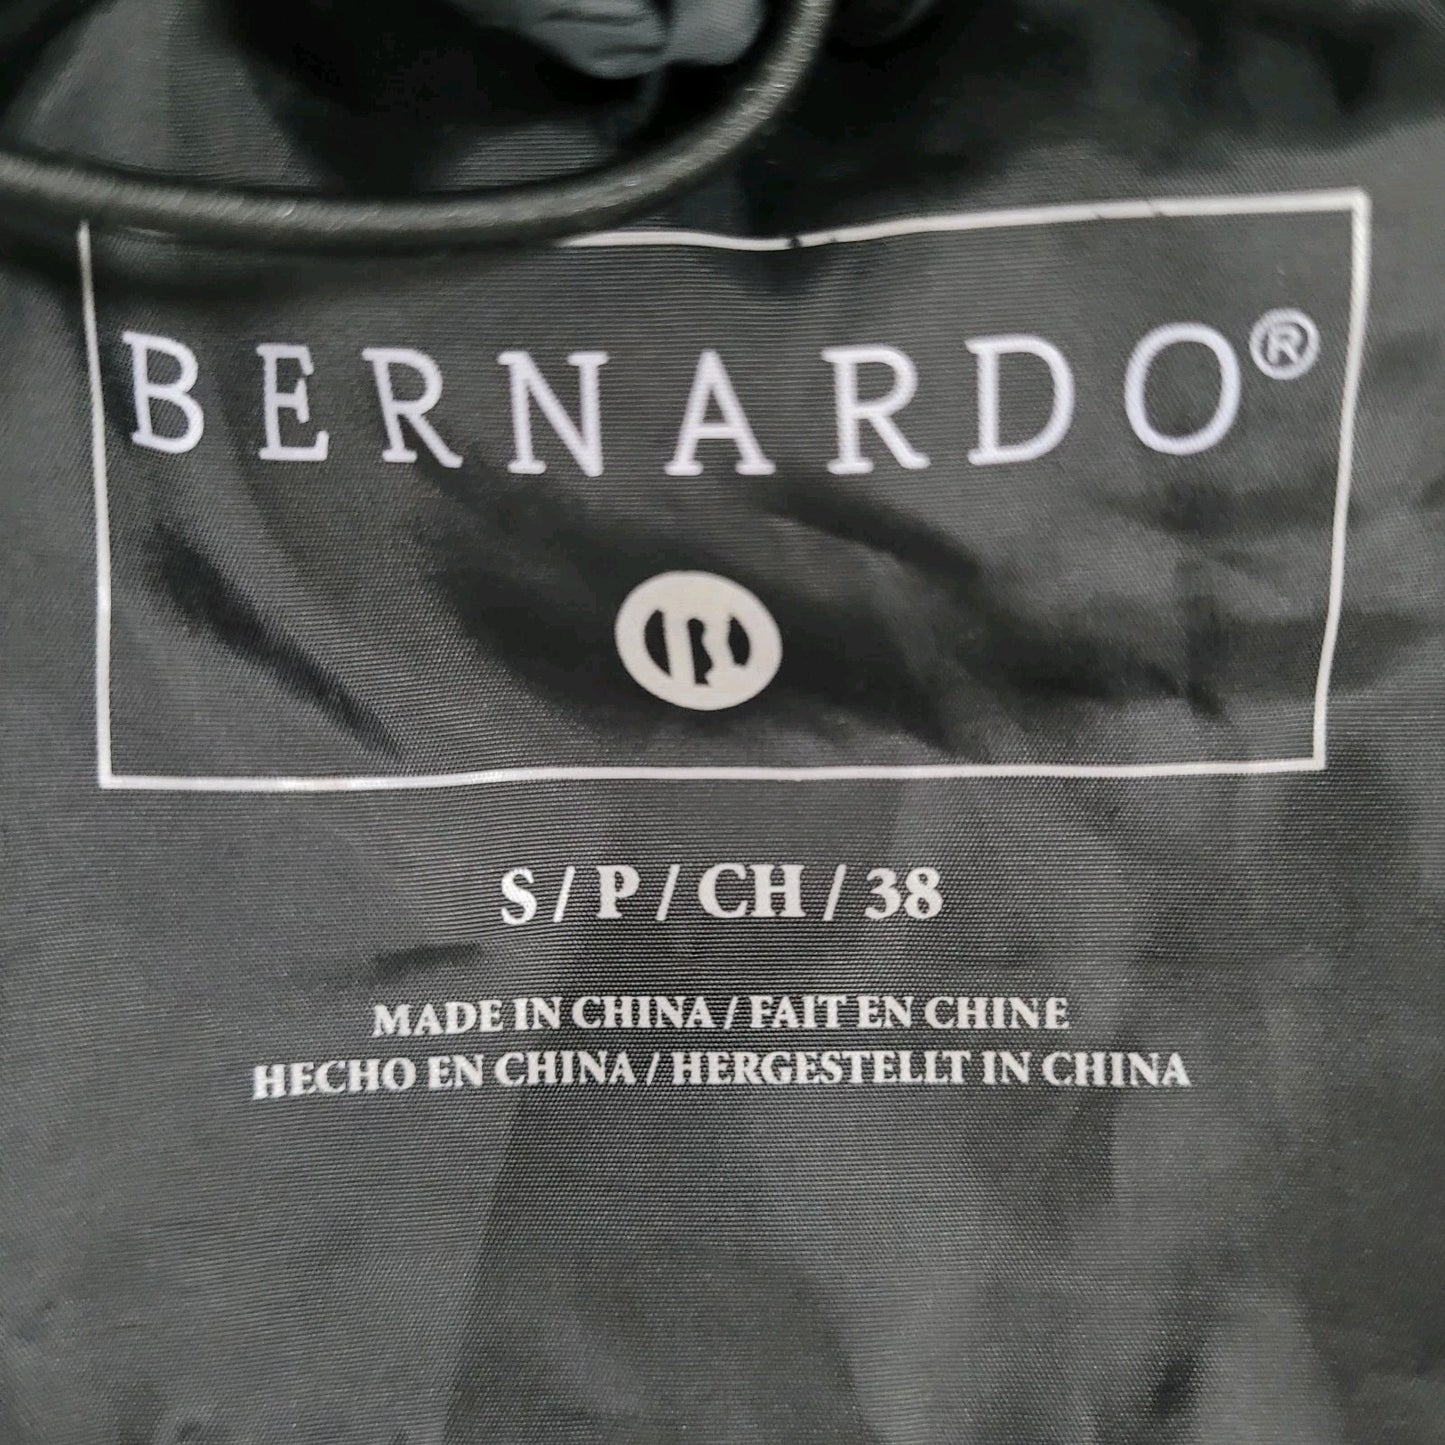 BERNARDO®
B
S / P / CH / 38
MADE IN CHINA / FAIT EN CHINE
HECHO EN CHINA / HERGESTELLT IN CHINA